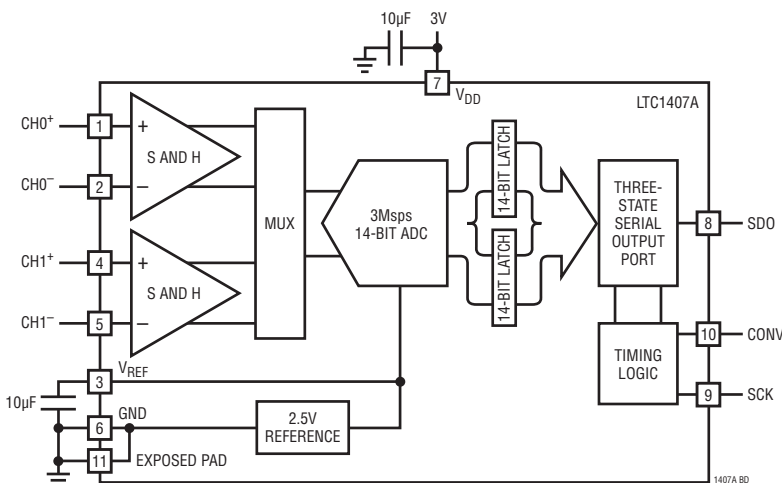 10µF 3V
7
VDD
LTC1407A
CH0+ 1 +
S AND H
CH0– 2 –
MUX
3Msps
14-BIT ADC
14-BIT LATCH
14-BIT LATCH
THREE-
STATE
SERIAL
OUTPUT
PORT
8 SDO
CH1+ 4 +
S AND H
CH1– 5 –
TIMING
LOGIC
10 CONV
9 SCK
3 VREF
10µF
6 GND
2.5V
REFERENCE
11 EXPOSED PAD
1407A BD